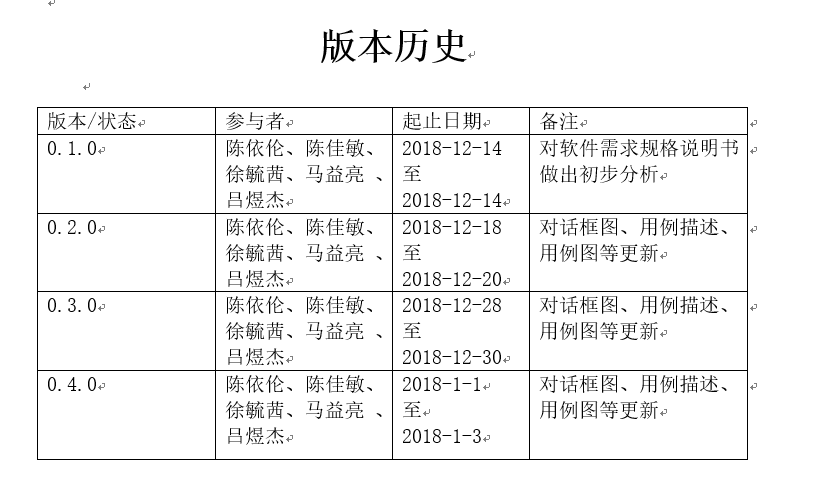 版本历史
版本/状态 参与者 起止日期 备注
0.1.0 陈依伦、陈佳敏、 2018-12-14 对软件需求规格说明书
徐毓茜、马益亮 、 至 做出初步分析
吕煜杰 2018-12-14
0.2.0 陈依伦、陈佳敏、 2018-12-18 对话框图、用例描述、
徐毓茜、马益亮 、 至 用例图等更新
吕煜杰 2018-12-20
0.3.0 陈依伦、陈佳敏、 2018-12-28 对话框图、用例描述、
徐毓茜、马益亮 、 至 用例图等更新
吕煜杰 2018-12-30
0.4.0 陈依伦、陈佳敏、 2018-1-1 对话框图、用例描述、
徐毓茜、马益亮 、 至 用例图等更新
吕煜杰 2018-1-3